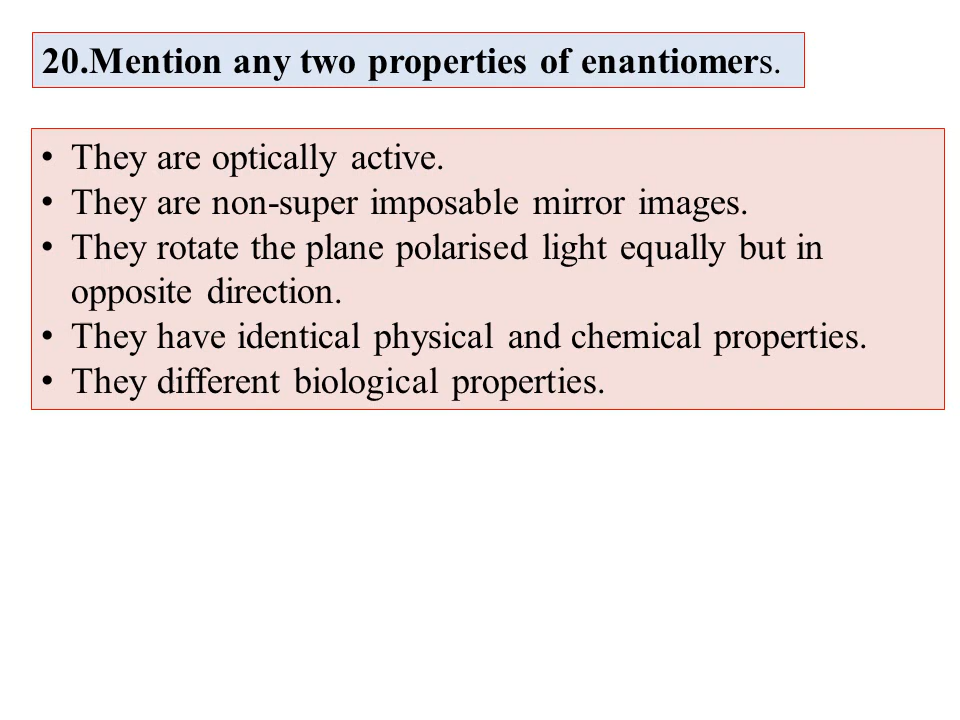 20.Mention any two properties of enantiomers.
• They are optically active.
• They are non-super imposable mirror images.
• They rotate the plane polarised light equally but in
opposite direction.
• They have identical physical and chemical properties.
• They different biological properties.